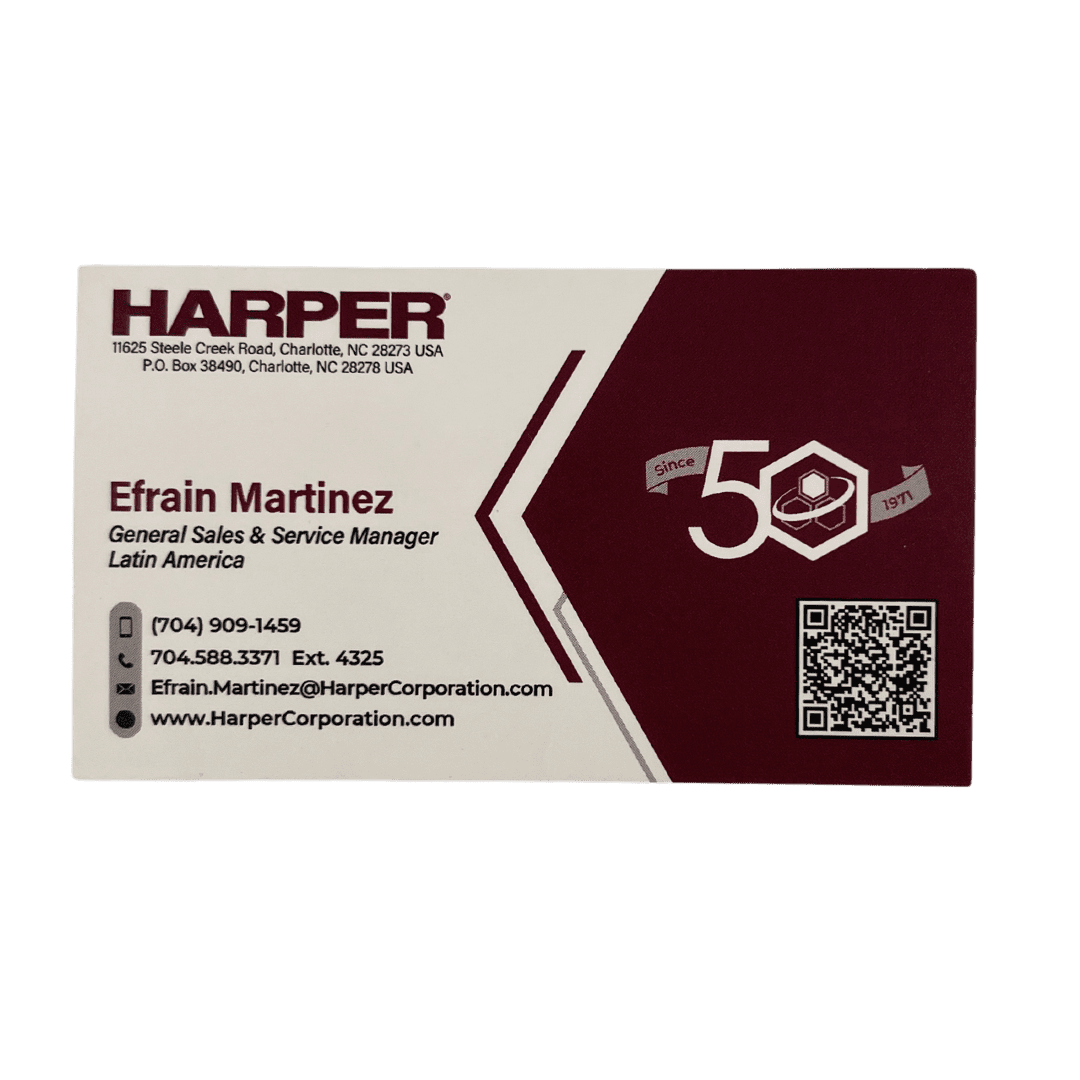 HARPER®
11625 Steele Creek Road, Charlotte, NC 28273 USA
P.O. Box 38490, Charlotte, NC 28278 USA
Efrain Martinez
General Sales & Service Manager
Latin America
(704) 909-1459
704.588.3371 Ext. 4325
Efrain.Martinez@HarperCorporation.com
www.HarperCorporation.com
Since
50
1971